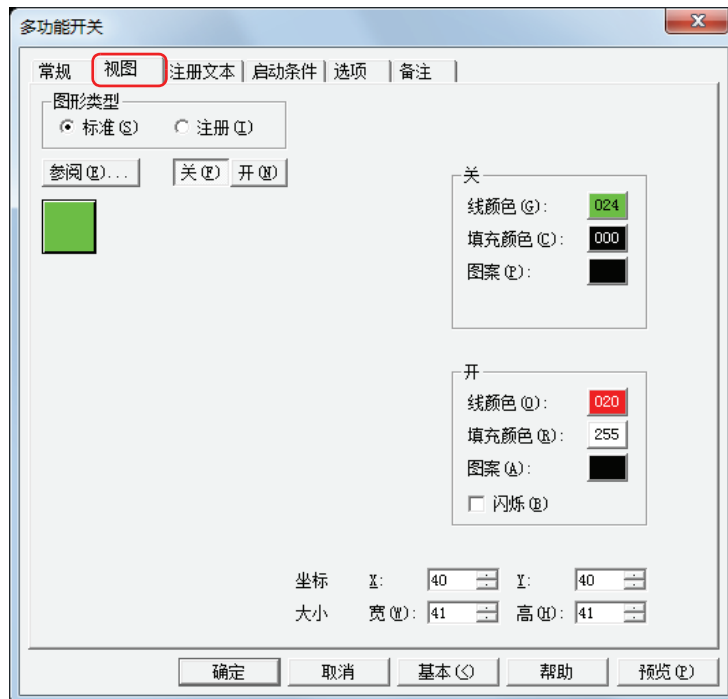 多功能开关
常规 视图 注册文本 启动条件 选项 备注
图形类型
标准(S) 注册(I)
参阅(E)... 关(F) 开(N)
关
线颜色(G): 024
填充颜色(C): 000
图案(P):
开
线颜色(O): 020
填充颜色(R): 255
图案(A):
闪烁(B)
坐标 X: 40 Y: 40
大小 宽(W): 41 高(H): 41
确定 取消 基本(<) 帮助 预览(P)